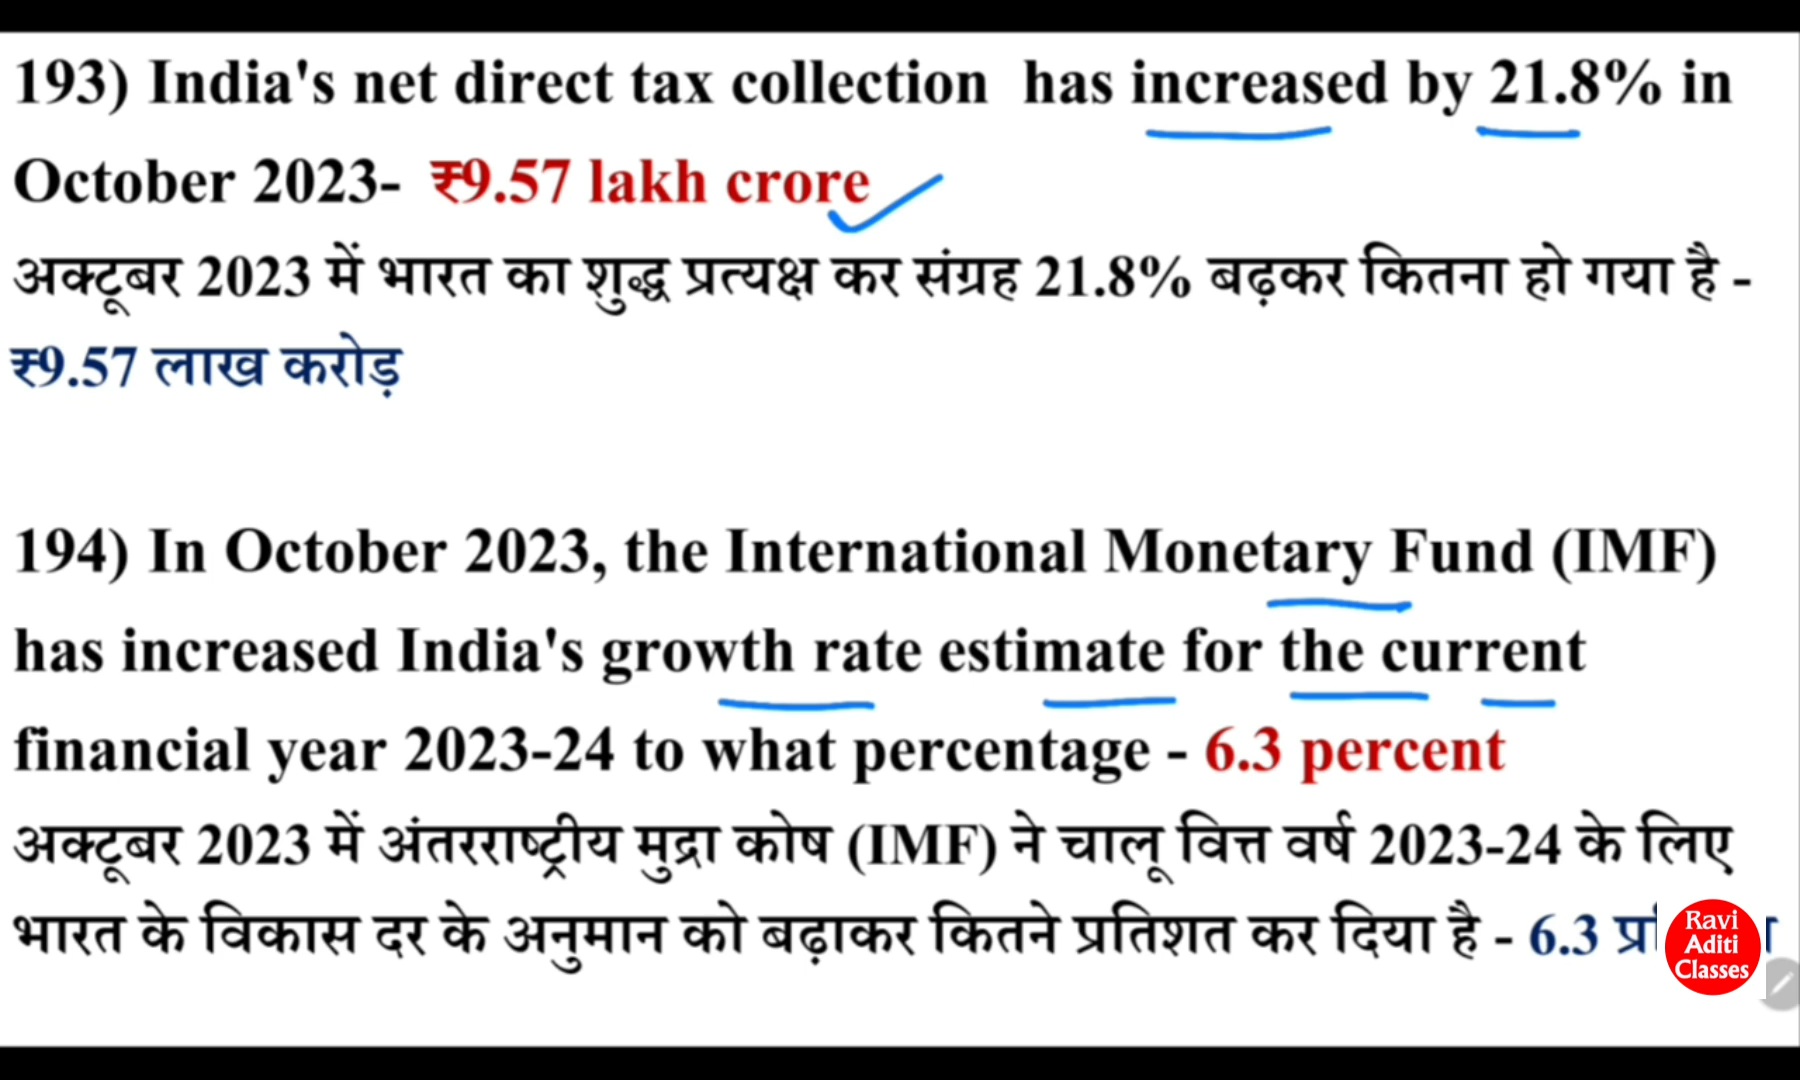 193) India's net direct tax collection has increased by 21.8% in
October 2023- ₹9.57 lakh crore
अक्टूबर 2023 में भारत का शुद्ध प्रत्यक्ष कर संग्रह 21.8% बढ़कर कितना हो गया है -
₹9.57 लाख करोड़
194) In October 2023, the International Monetary Fund (IMF)
has increased India's growth rate estimate for the current
financial year 2023-24 to what percentage - 6.3 percent
अक्टूबर 2023 में अंतरराष्ट्रीय मुद्रा कोष (IMF) ने चालू वित्त वर्ष 2023-24 के लिए
भारत के विकास दर के अनुमान को बढ़ाकर कितने प्रतिशत कर दिया है - 6.3
Ravi
Aditi
Classes